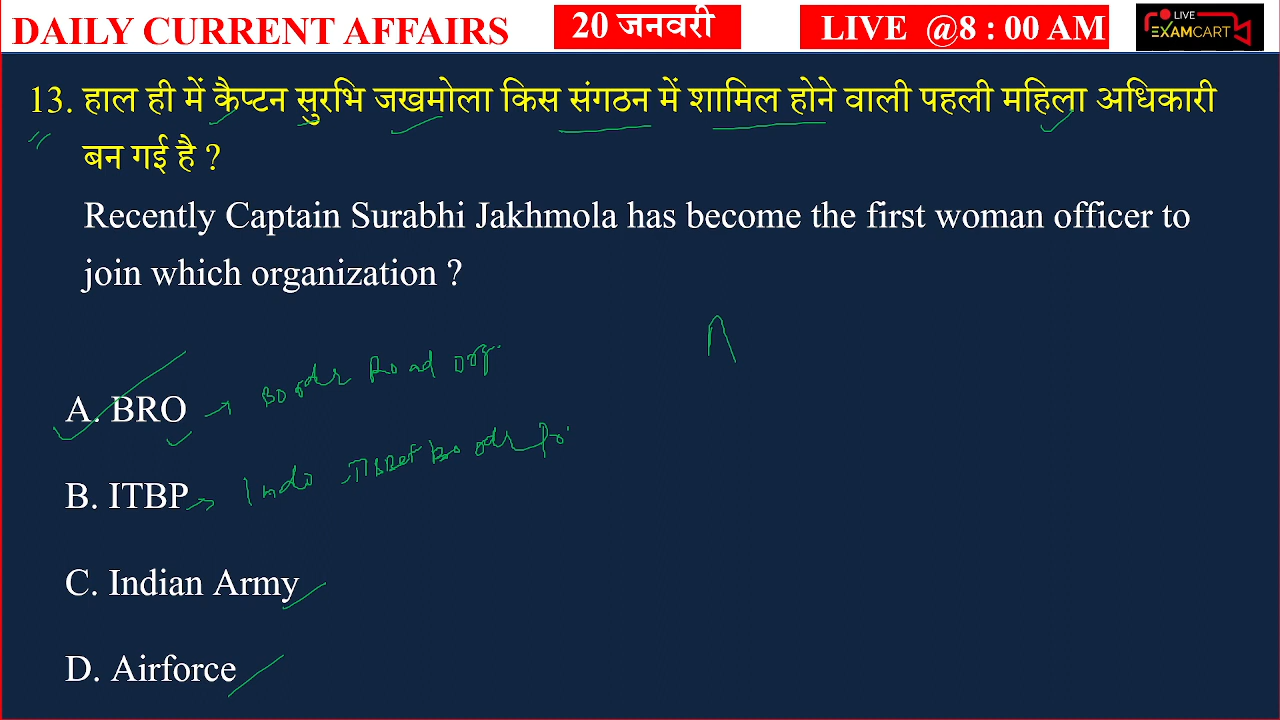 DAILY CURRENT AFFAIRS
20 जनवरी
LIVE @8 : 00 AM
LIVE
EXAMCART
13. हाल ही में कैप्टन सुरभि जखमोला किस संगठन में शामिल होने वाली पहली महिला अधिकारी
बन गई है ?
Recently Captain Surabhi Jakhmola has become the first woman officer to
join which organization ?
A
A. BRO → Border Road org.
B. ITBP → Indo
C. Indian Army
D. Airforce